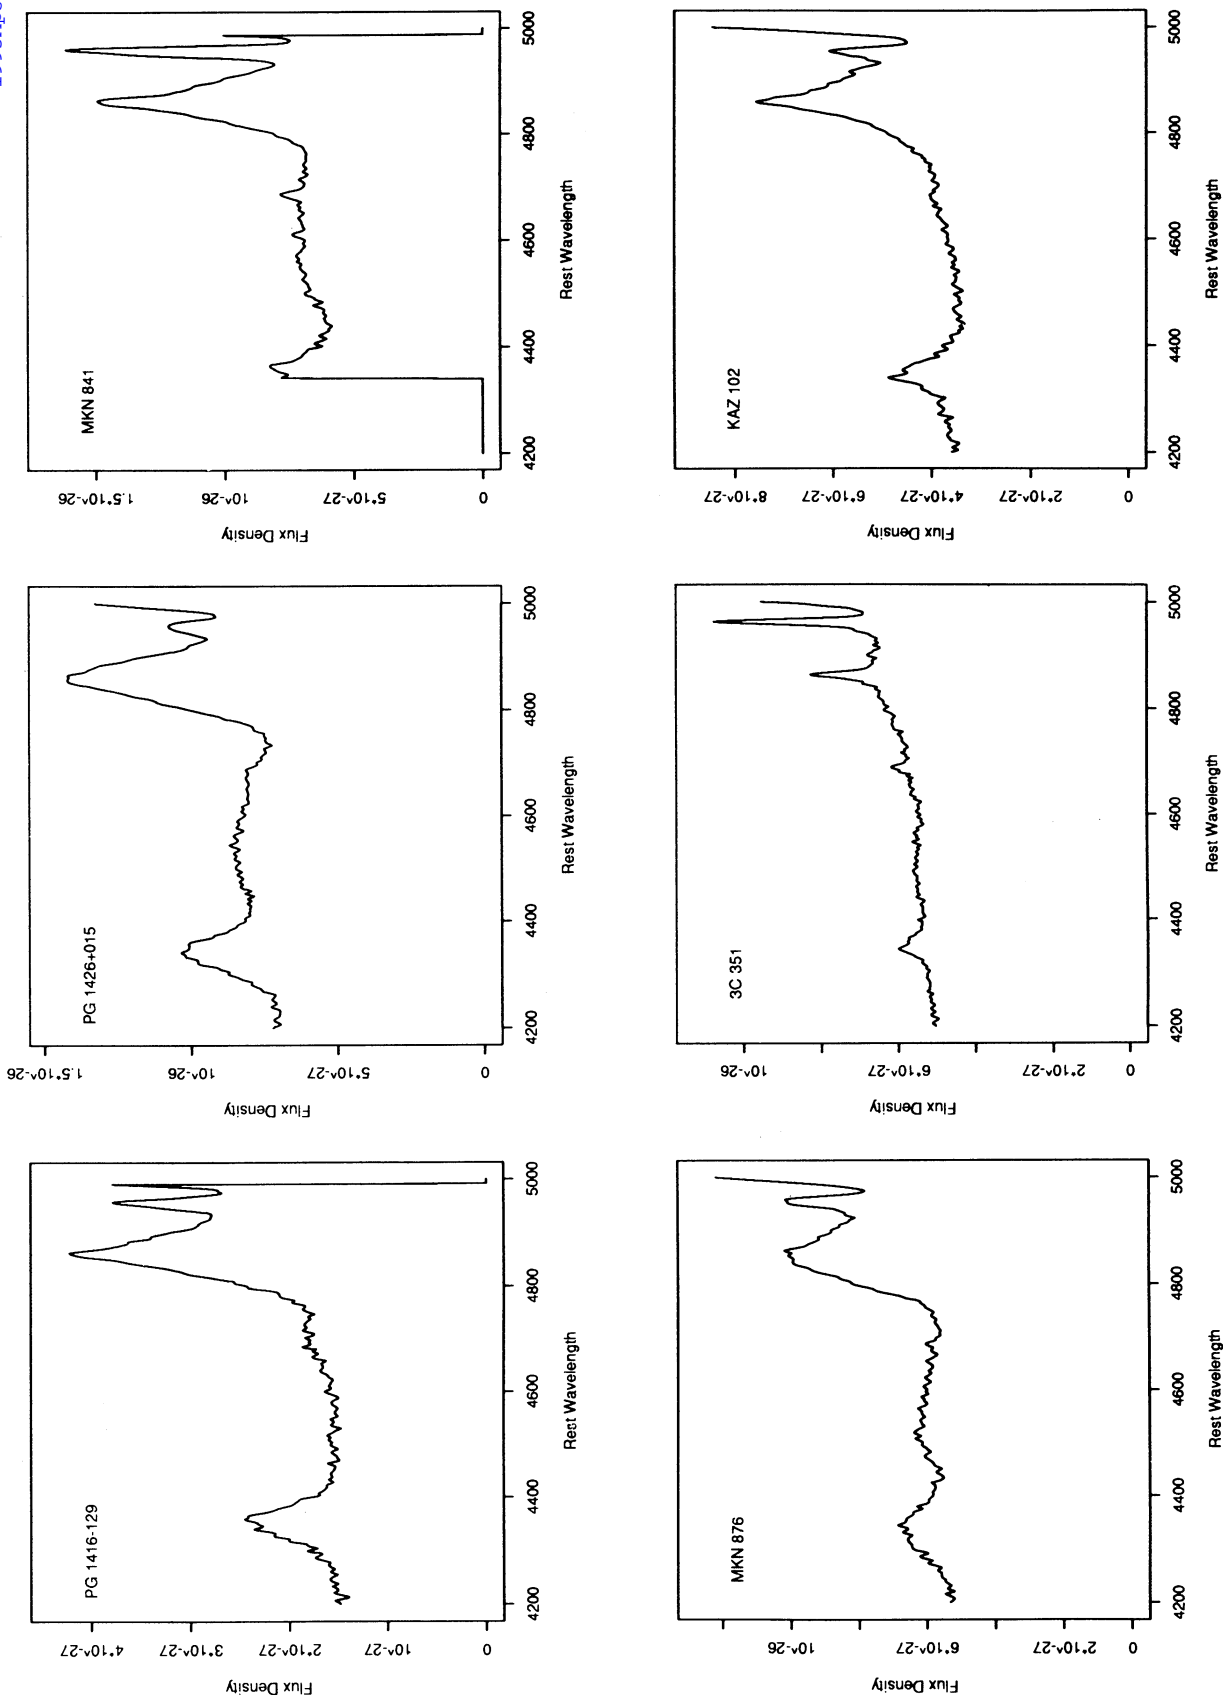 PG 1416-129
Flux Density
4*10^-27
3*10^-27
2*10^-27
10^-27
0
4200 4400 4600 4800 5000
Rest Wavelength
PG 1426+015
Flux Density
1.5*10^-26
10^-26
5*10^-27
0
4200 4400 4600 4800 5000
Rest Wavelength
MKN 841
Flux Density
1.5*10^-26
10^-26
5*10^-27
0
4200 4400 4600 4800 5000
Rest Wavelength
MKN 876
Flux Density
10^-26
6*10^-27
2*10^-27
0
4200 4400 4600 4800 5000
Rest Wavelength
3C 351
Flux Density
10^-26
6*10^-27
2*10^-27
0
4200 4400 4600 4800 5000
Rest Wavelength
KAZ 102
Flux Density
8*10^-27
6*10^-27
4*10^-27
2*10^-27
0
4200 4400 4600 4800 5000
Rest Wavelength